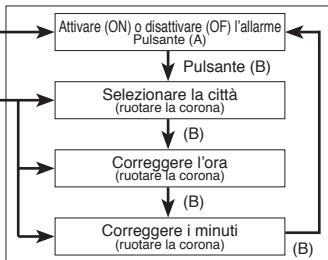 Attivare (ON) o disattivare (OF) l'allarme
Pulsante (A)
Pulsante (B)
Selezionare la città
(ruotare la corona)
(B)
Correggere l'ora
(ruotare la corona)
(B)
Correggere i minuti
(ruotare la corona)
(B)